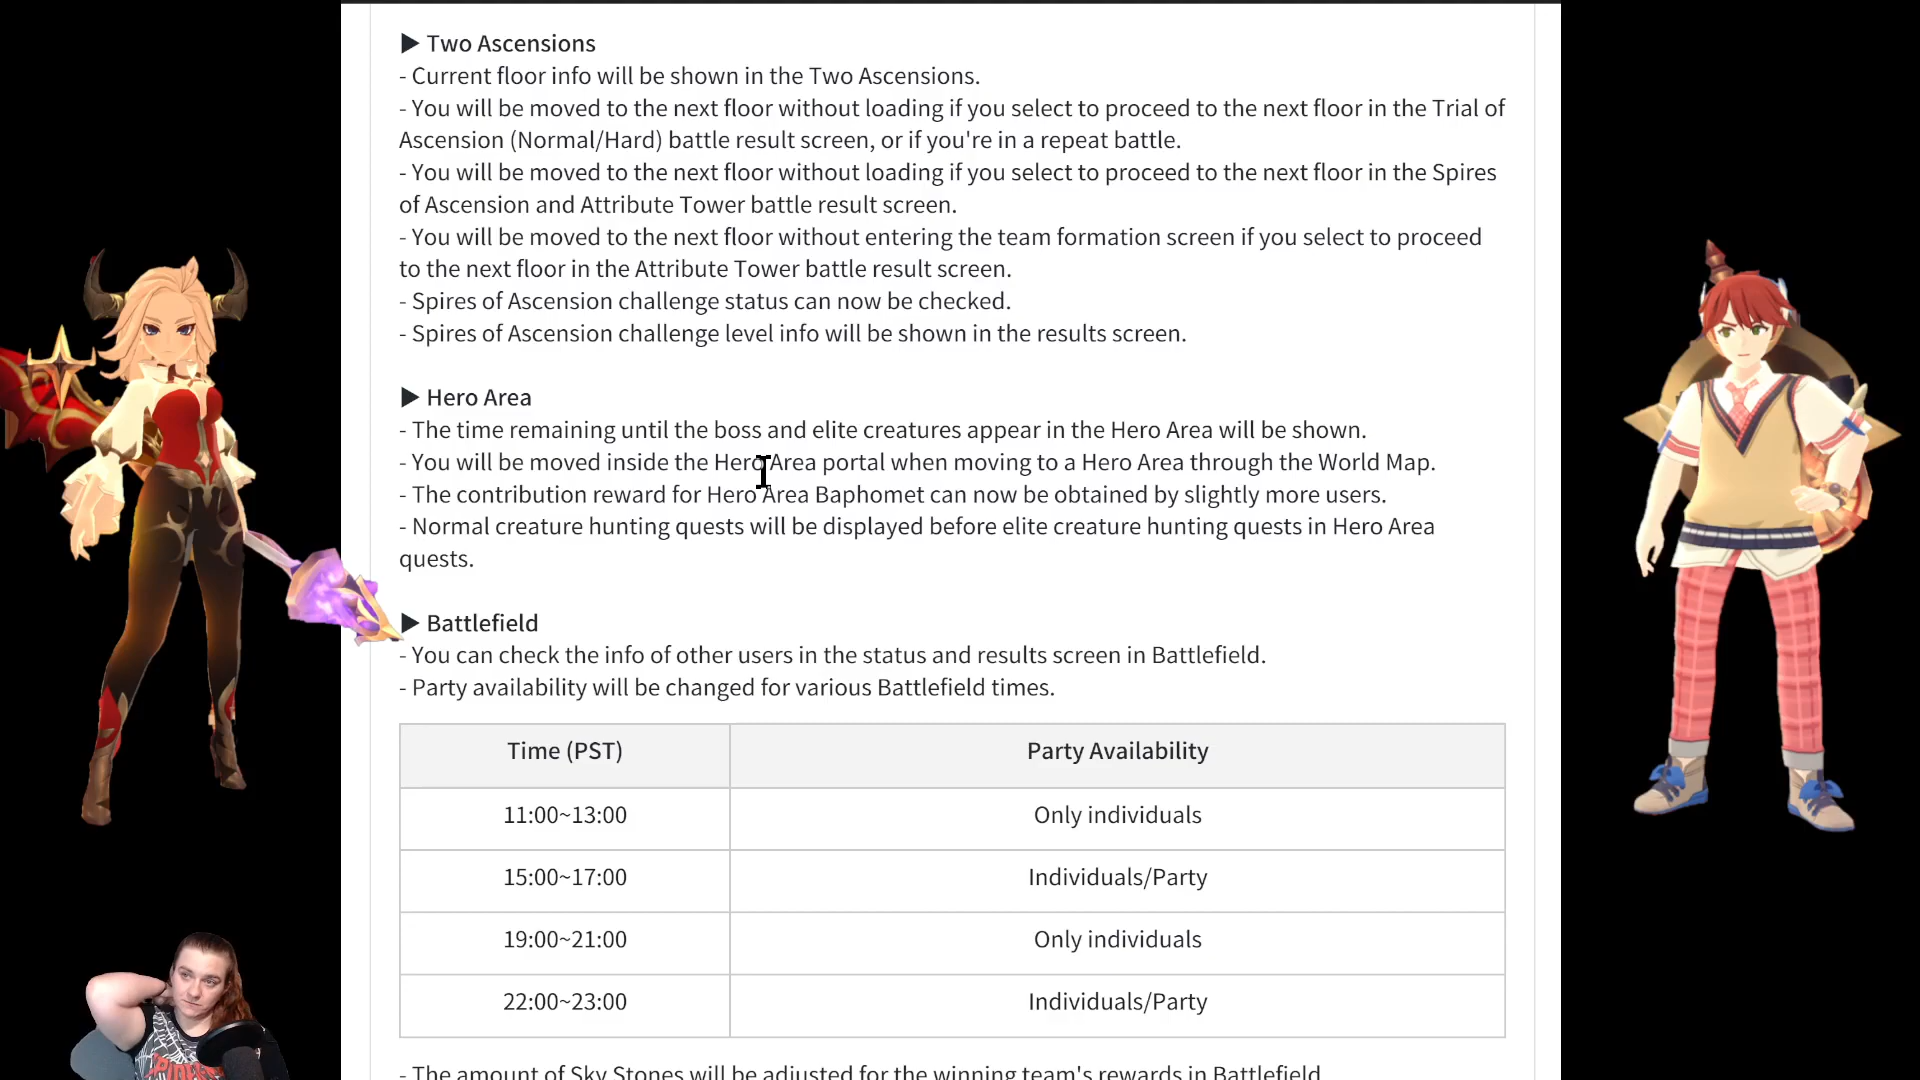 ▶ Two Ascensions
- Current floor info will be shown in the Two Ascensions.
- You will be moved to the next floor without loading if you select to proceed to the next floor in the Trial of
Ascension (Normal/Hard) battle result screen, or if you're in a repeat battle.
- You will be moved to the next floor without loading if you select to proceed to the next floor in the Spires
of Ascension and Attribute Tower battle result screen.
- You will be moved to the next floor without entering the team formation screen if you select to proceed
to the next floor in the Attribute Tower battle result screen.
- Spires of Ascension challenge status can now be checked.
- Spires of Ascension challenge level info will be shown in the results screen.
▶ Hero Area
- The time remaining until the boss and elite creatures appear in the Hero Area will be shown.
- You will be moved inside the Hero Area portal when moving to a Hero Area through the World Map.
- The contribution reward for Hero Area Baphomet can now be obtained by slightly more users.
- Normal creature hunting quests will be displayed before elite creature hunting quests in Hero Area
quests.
▶ Battlefield
- You can check the info of other users in the status and results screen in Battlefield.
- Party availability will be changed for various Battlefield times.
Time (PST) Party Availability
11:00~13:00 Only individuals
15:00~17:00 Individuals/Party
19:00~21:00 Only individuals
22:00~23:00 Individuals/Party
- The amount of Sky Stones will be adjusted for the winning team's rewards in Battlefield